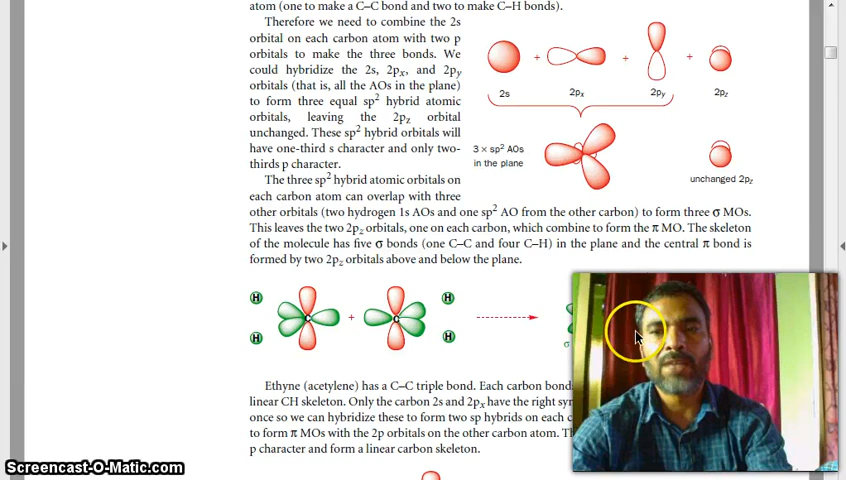 atom (one to make a C–C bond and two to make C–H bonds).
Therefore we need to combine the 2s
orbital on each carbon atom with two p
orbitals to make the three bonds. We
could hybridize the 2s, 2px, and 2py
orbitals (that is, all the AOs in the plane)
to form three equal sp² hybrid atomic
orbitals, leaving the 2pz orbital
unchanged. These sp² hybrid orbitals will
have one-third s character and only two-
thirds p character.
The three sp² hybrid atomic orbitals on
each carbon atom can overlap with three
+ + +
2s 2px 2py 2pz
3 × sp² AOs
in the plane
unchanged 2pz
other orbitals (two hydrogen 1s AOs and one sp² AO from the other carbon) to form three σ MOs.
This leaves the two 2pz orbitals, one on each carbon, which combine to form the π MO. The skeleton
of the molecule has five σ bonds (one C–C and four C–H) in the plane and the central π bond is
formed by two 2pz orbitals above and below the plane.
H H
C + C
H H
σ
Ethyne (acetylene) has a C–C triple bond. Each carbon bonds
linear CH skeleton. Only the carbon 2s and 2px have the right
once so we can hybridize these to form two sp hybrids on each
to form π MOs with the 2p orbitals on the other carbon atom.
p character and form a linear carbon skeleton.
Screencast-O-Matic.com